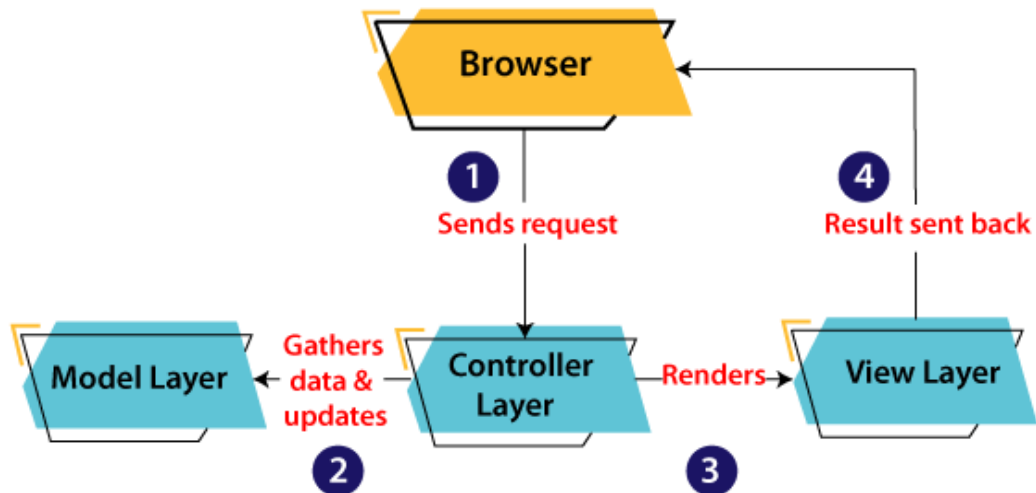 Browser
1
Sends request
4
Result sent back
Model Layer
Gathers
data &
updates
2
Controller
Layer
Renders
3
View Layer